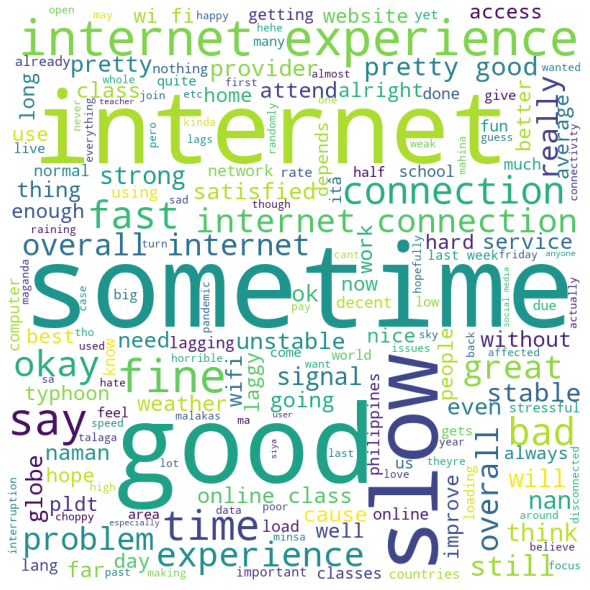 open may happy wi fi getting website yet access
internet experience
already pretty nothing hehe many provider almost pretty good
long class quite whole first attend alright done give wanted
etc home better really average
internet
use never everything teacher join kinda one randomly weak depends fun guess mahina connectivity
live pero lags network
normal strong satisfied rate half school much
thing using sad ita connection
enough though
raining fast internet connection
overall internet work hard service
turn cant last week friday anyone
sometime
maganda case big pandemic ok now decent low hopefully social media due actually
computer tho pay
best need unstable nice people without
used know lagging horrible come world issues sky back affected
okay sa hate fine wifi laggy want gets stable
say typhoon weather signal going philippines us even stressful
speed feel malakas ma user year always
talaga good siya last love theyre slow overall bad
globe naman lot
hope high online class nan will
interruption pldt choppy area data poor cause online improve loading around disconnected
problem especially time load well think believe
lang day minsa
far past making experience important classes countries still focus